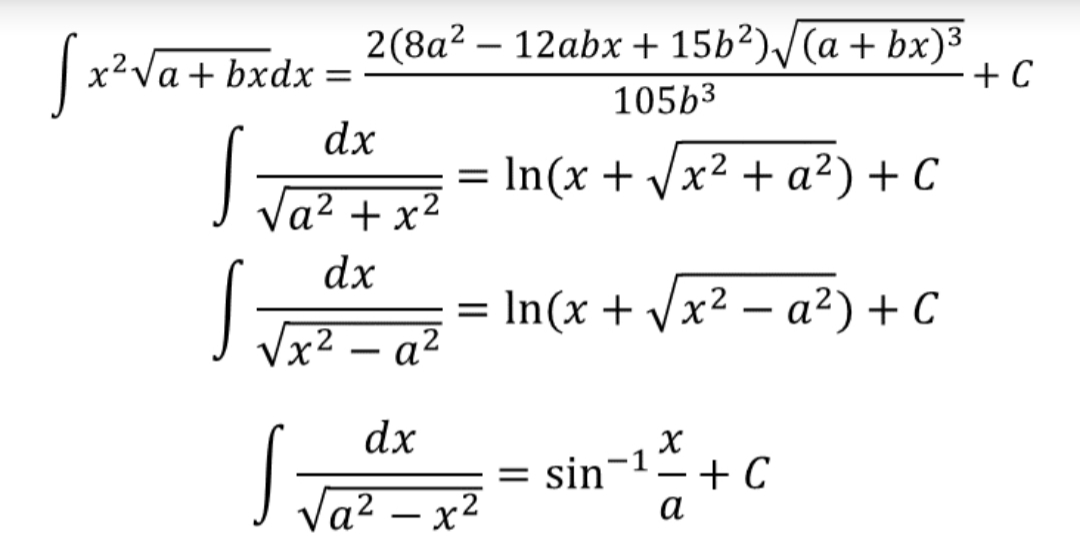 ∫ x²√(a + bx)dx = 2(8a² – 12abx + 15b²)√((a + bx)³) / 105b³ + C
∫ dx / √(a² + x²) = ln(x + √(x² + a²)) + C
∫ dx / √(x² – a²) = ln(x + √(x² – a²)) + C
∫ dx / √(a² – x²) = sin⁻¹ x/a + C